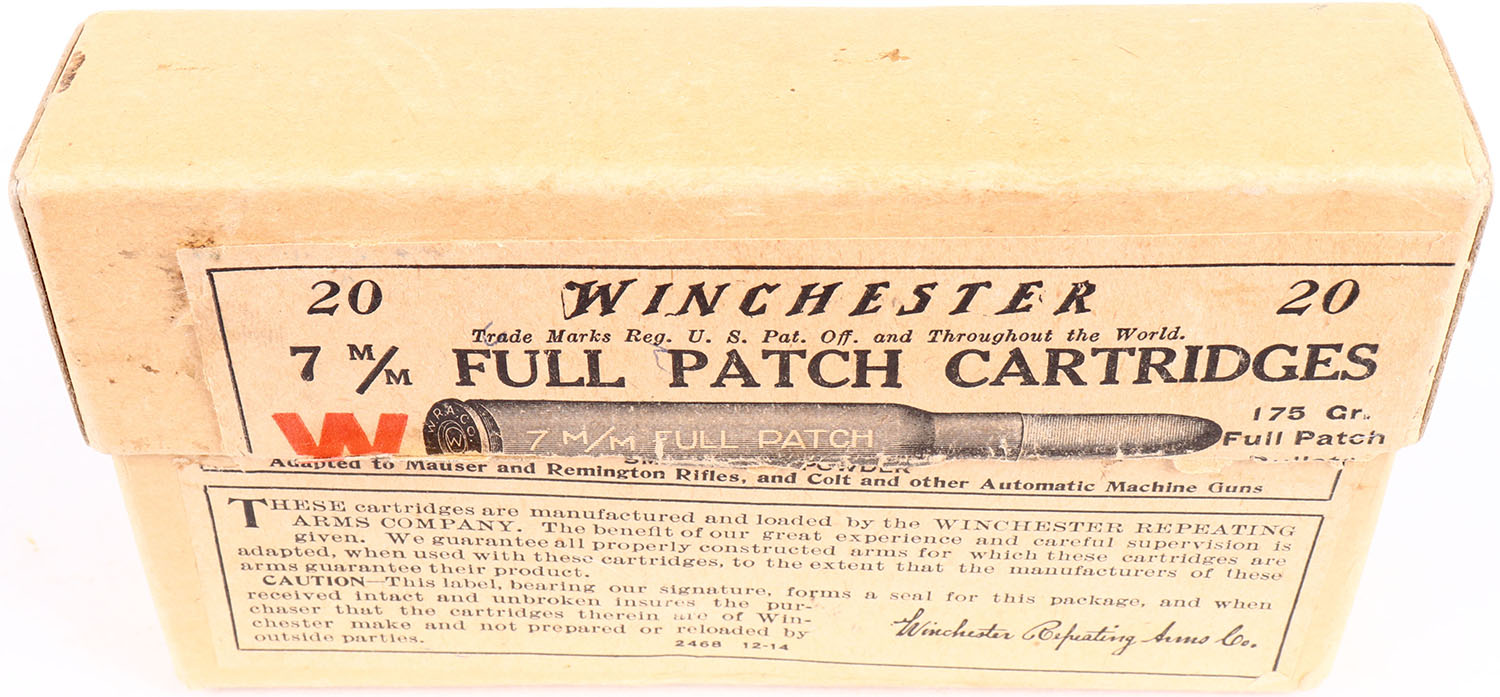 20 WINCHESTER 20
Trade Marks Reg. U. S. Pat. Off. and Throughout the World.
7 M/M FULL PATCH CARTRIDGES
W
W.R.A.CO.
W
7 M/M FULL PATCH
175 Gr.
Full Patch
Adapted to Mauser and Remington Rifles, and Colt and other Automatic Machine Guns
THESE cartridges are manufactured and loaded by the WINCHESTER REPEATING
ARMS COMPANY. The benefit of our great experience and careful supervision is
given. We guarantee all properly constructed arms for which these cartridges are
adapted, when used with these cartridges, to the extent that the manufacturers of these
arms guarantee their product.
CAUTION—This label, bearing our signature, forms a seal for this package, and when
received intact and unbroken insures the pur-
chaser that the cartridges therein are of Win-
chester make and not prepared or reloaded by
outside parties.
Winchester Repeating Arms Co.
2468 12-14